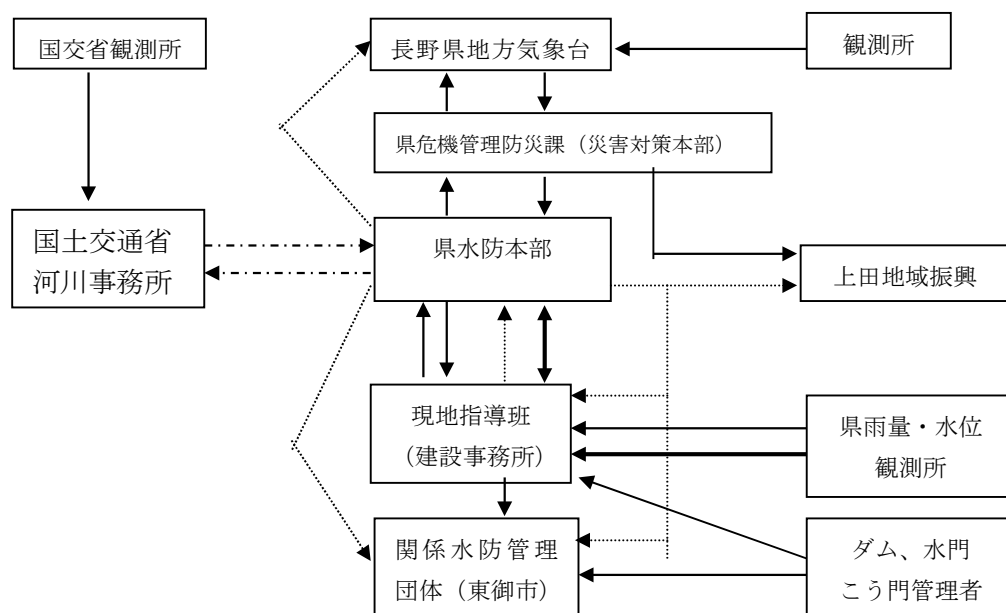 国交省観測所
長野県地方気象台
観測所
県危機管理防災課（災害対策本部）
国土交通省
河川事務所
県水防本部
上田地域振興
現地指導班
（建設事務所）
県雨量・水位
観測所
関係水防管理
団体（東御市）
ダム、水門
こう門管理者